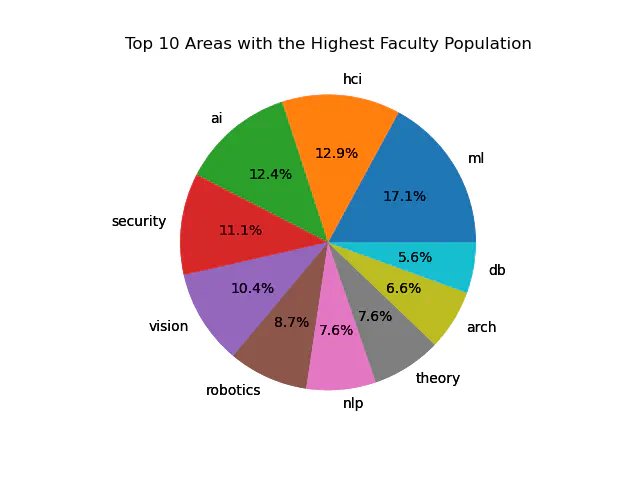 Top 10 Areas with the Highest Faculty Population
hci
ai
ml
12.9%
12.4%
17.1%
security
11.1%
5.6%
db
10.4%
6.6%
vision
8.7%
7.6%
7.6%
arch
robotics
theory
nlp